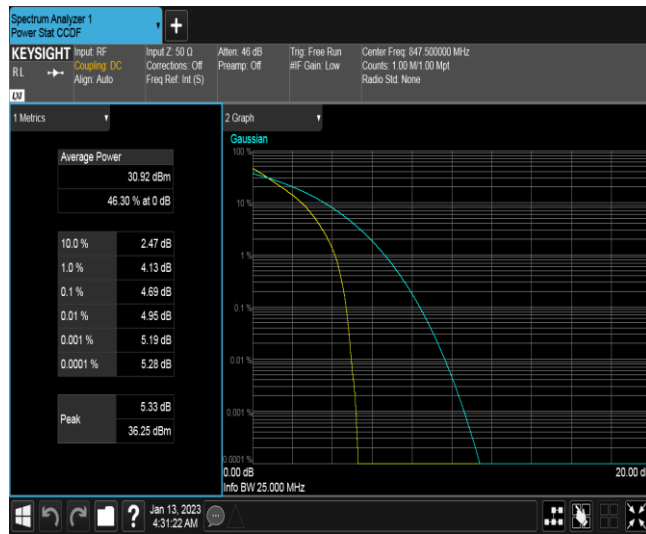 Spectrum Analyzer 1
Power Stat CCDF
+
KEYSIGHT
RL
LXI
Input: RF
Coupling: DC
Align: Auto
Input Z: 50 Ω
Corrections: Off
Freq Ref: Int (S)
Atten: 46 dB
Preamp: Off
Trig: Free Run
#IF Gain: Low
Center Freq: 847.500000 MHz
Counts: 1.00 M/1.00 Mpt
Radio Std: None
1 Metrics
Average Power
30.92 dBm
46.30 % at 0 dB
10.0 % 2.47 dB
1.0 % 4.13 dB
0.1 % 4.69 dB
0.01 % 4.95 dB
0.001 % 5.19 dB
0.0001 % 5.28 dB
Peak
5.33 dB
36.25 dBm
2 Graph
Gaussian
100 %
10 %
1 %
0.1 %
0.01 %
0.001 %
0.0001 %
0.00 dB
20.00 d
Info BW 25.000 MHz
?
Jan 13, 2023
4:31:22 AM